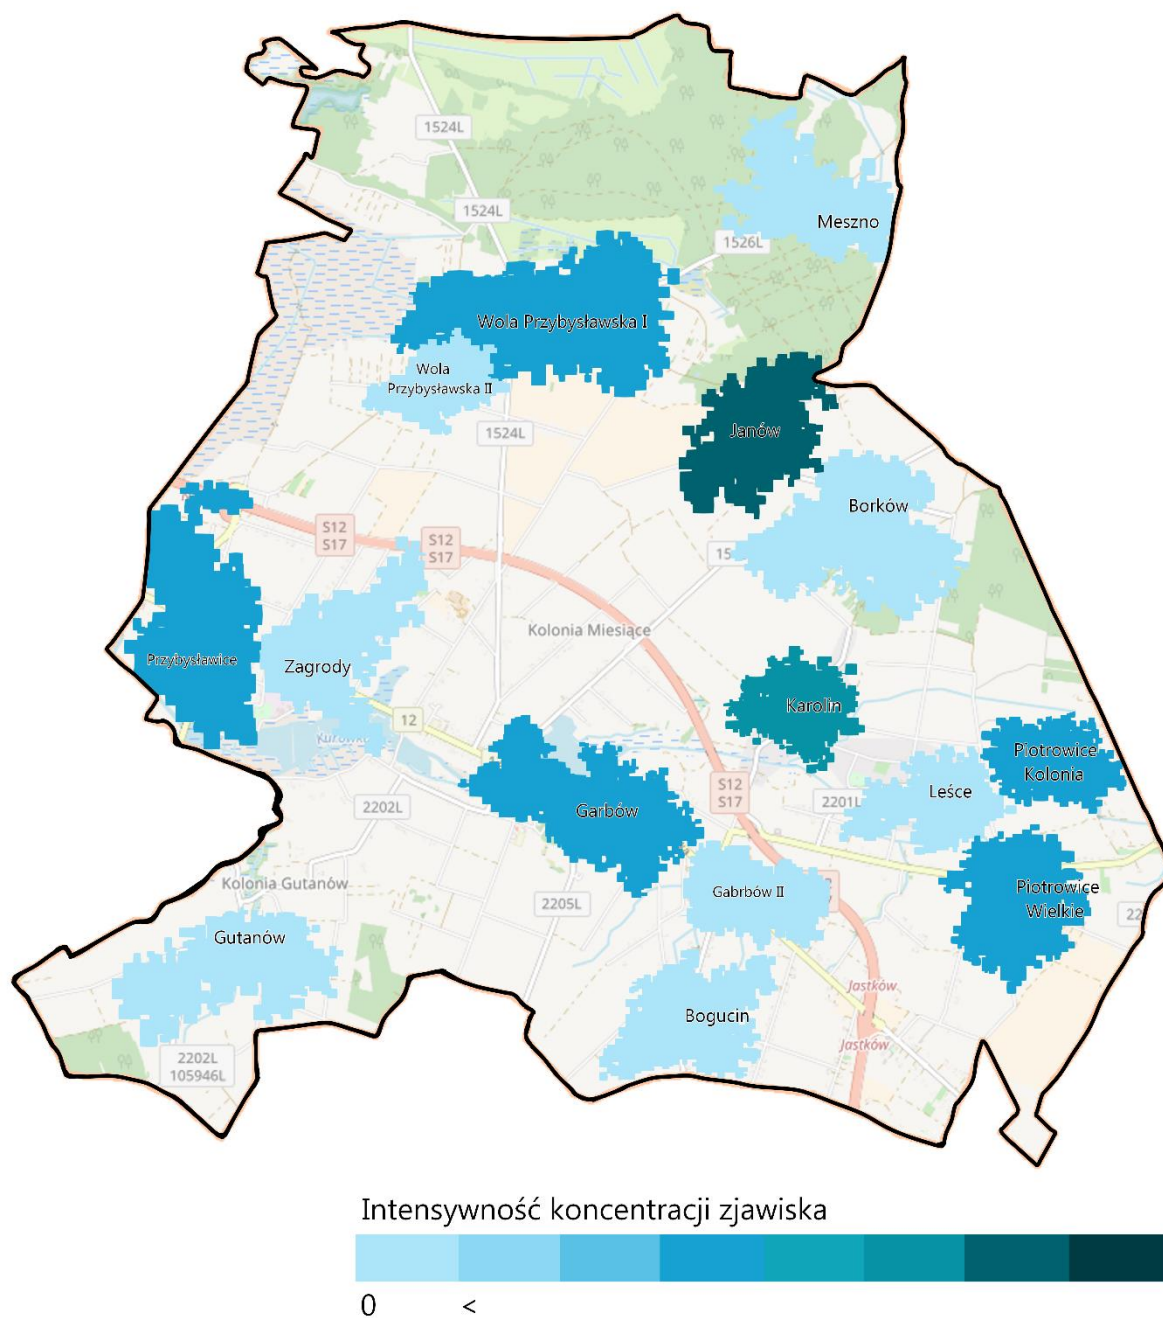 1524L
1524L
Meszno
1526L
Wola Przybysławska I
Wola
Przybysławska II
1524L
Janów
Borków
S12
S17
S12
S17
15
Kolonia Miesiące
Przybysławice
Zagrody
Karolin
12
Kurówka
Piotrowice
Kolonia
S12
S17
Leśce
2202L
2201L
Garbów
Kolonia Gutanów
Gabrbów II
Piotrowice
Wielkie
2205L
22
Gutanów
Jastków
Bogucin
Jastków
2202L
105946L
Intensywność koncentracji zjawiska
0 <